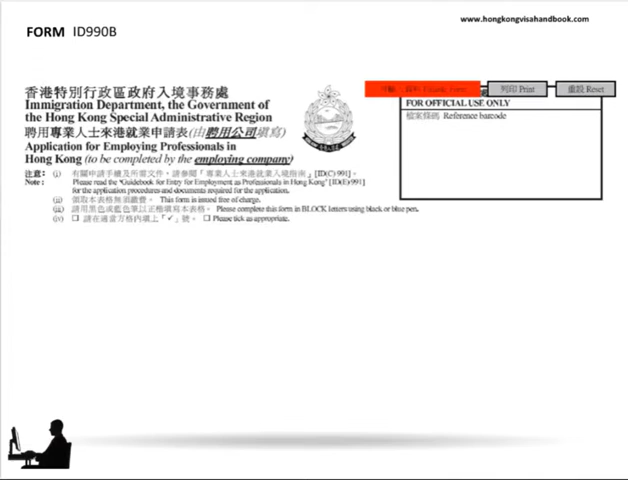 www.hongkongvisahandbook.com
FORM ID990B
香港特別行政區政府入境事務處
Immigration Department, the Government of
the Hong Kong Special Administrative Region
聘用專業人士來港就業申請表(由聘用公司填寫)
Application for Employing Professionals in
Hong Kong (to be completed by the employing company)
列印 Print
重設 Reset
FOR OFFICIAL USE ONLY
檔案條碼 Reference barcode
注意： (i) 有關申請手續及所需文件，請參閱「專業人士來港就業入境指南」[ID(C) 991]。
Note : Please read the "Guidebook for Entry for Employment as Professionals in Hong Kong" [ID(E) 991]
for the application procedures and documents required for the application.
(ii) 領取本表格無須繳費。 This form is issued free of charge.
(iii) 請用黑色或藍色筆以正楷填寫本表格。 Please complete this form in BLOCK letters using black or blue pen.
(iv) ☐ 請在適當方格內填上「✓」號。 ☐ Please tick as appropriate.